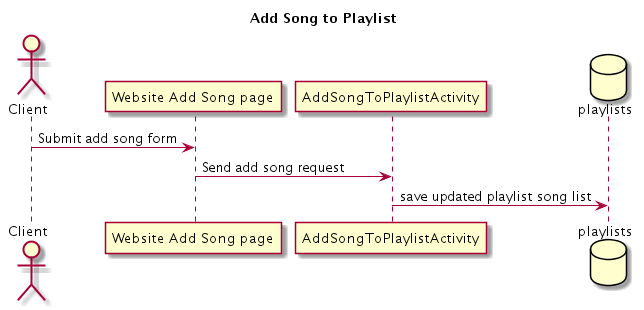 Add Song to Playlist
Client
Website Add Song page
AddSongToPlaylistActivity
playlists
Submit add song form
Send add song request
save updated playlist song list
Client
Website Add Song page
AddSongToPlaylistActivity
playlists